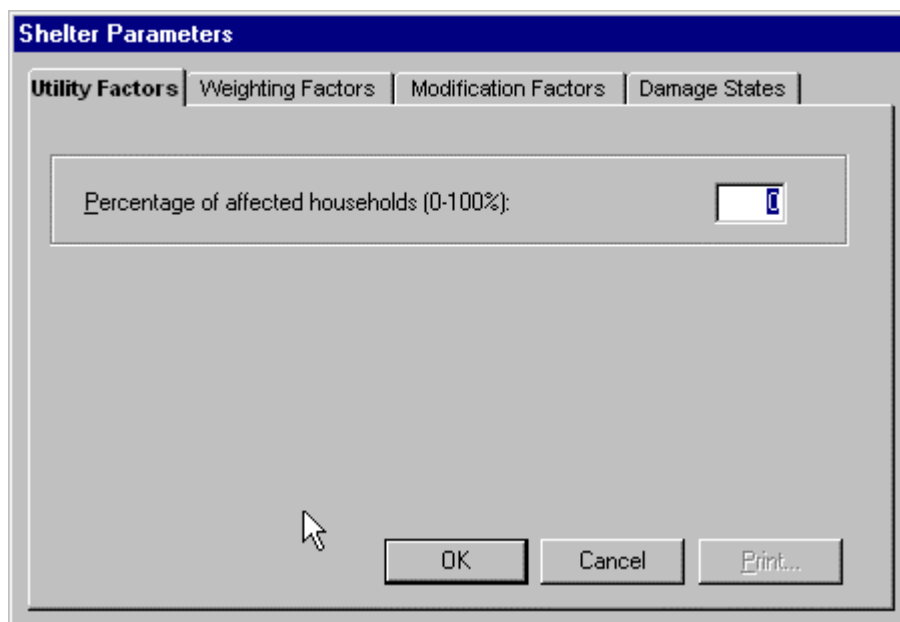 Shelter Parameters
Utility Factors Weighting Factors Modification Factors Damage States
Percentage of affected households (0-100%): 0
OK Cancel Print...